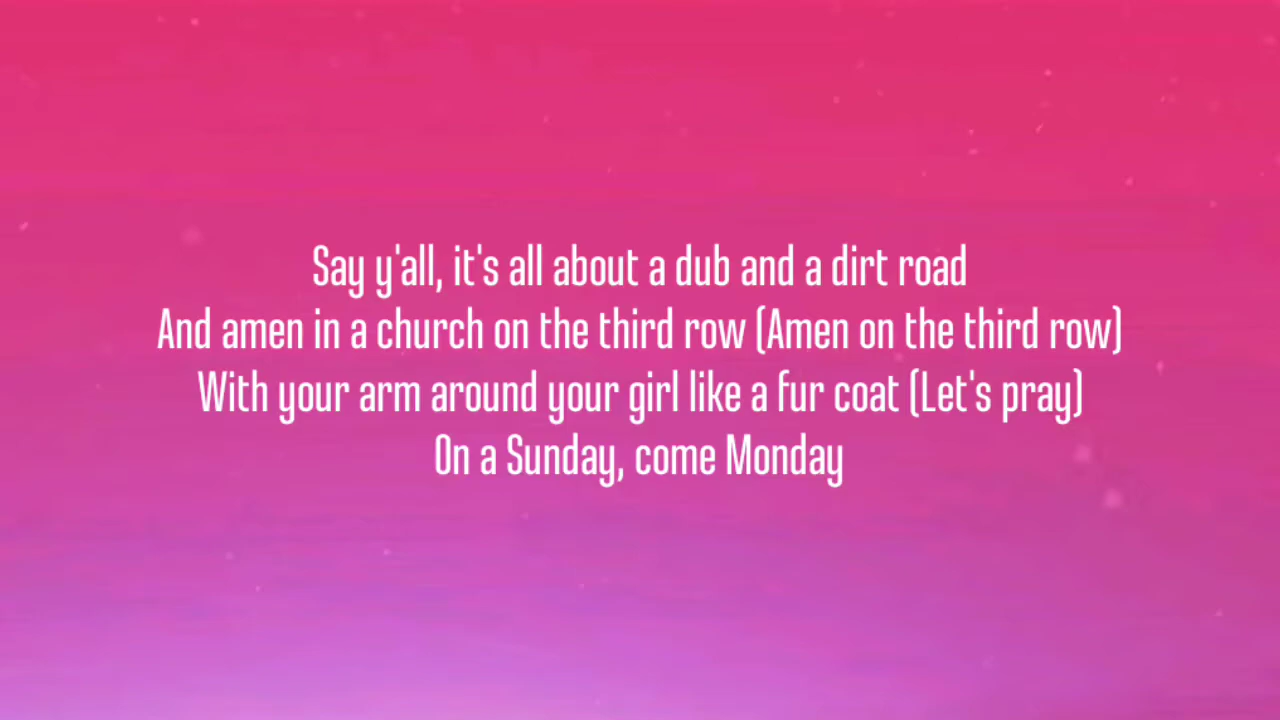 Say y'all, it's all about a dub and a dirt road
And amen in a church on the third row (Amen on the third row)
With your arm around your girl like a fur coat (Let's pray)
On a Sunday, come Monday